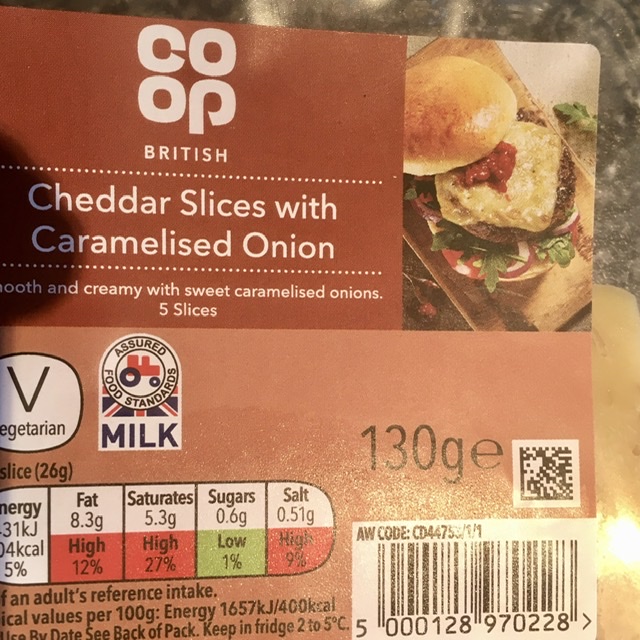 CO
OP
BRITISH
Cheddar Slices with
Caramelised Onion
ooth and creamy with sweet caramelised onions.
5 Slices
V
egetarian
ASSURED
FOOD STANDARDS
MILK
130g e
slice (26g)
nergy Fat Saturates Sugars Salt
31kJ 8.3g 5.3g 0.6g 0.51g
04kcal High High Low High
5% 12% 27% 1% 9%
f an adult's reference intake.
ical values per 100g: Energy 1657kJ/400kcal
Use By Date See Back of Pack. Keep in fridge 2 to 5°C.
AW CODE: /1/1
5 000128 970228 >